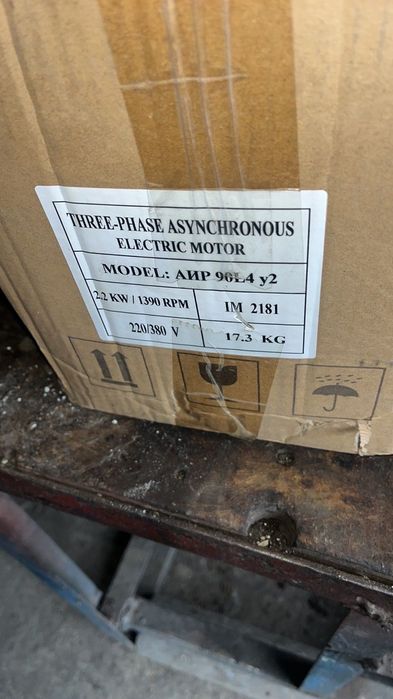 THREE-PHASE ASYNCHRONOUS
ELECTRIC MOTOR
MODEL: АИР 90L4 у2
2.2 KW / 1390 RPM IM 2181
220/380 V 17.3 KG